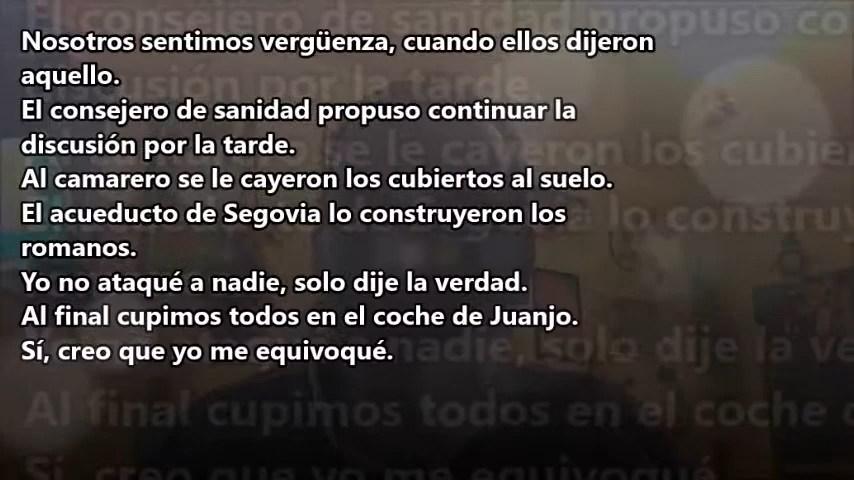 Nosotros sentimos vergüenza, cuando ellos dijeron
aquello.
El consejero de sanidad propuso continuar la
discusión por la tarde.
Al camarero se le cayeron los cubiertos al suelo.
El acueducto de Segovia lo construyeron los
romanos.
Yo no ataqué a nadie, solo dije la verdad.
Al final cupimos todos en el coche de Juanjo.
Sí, creo que yo me equivoqué.